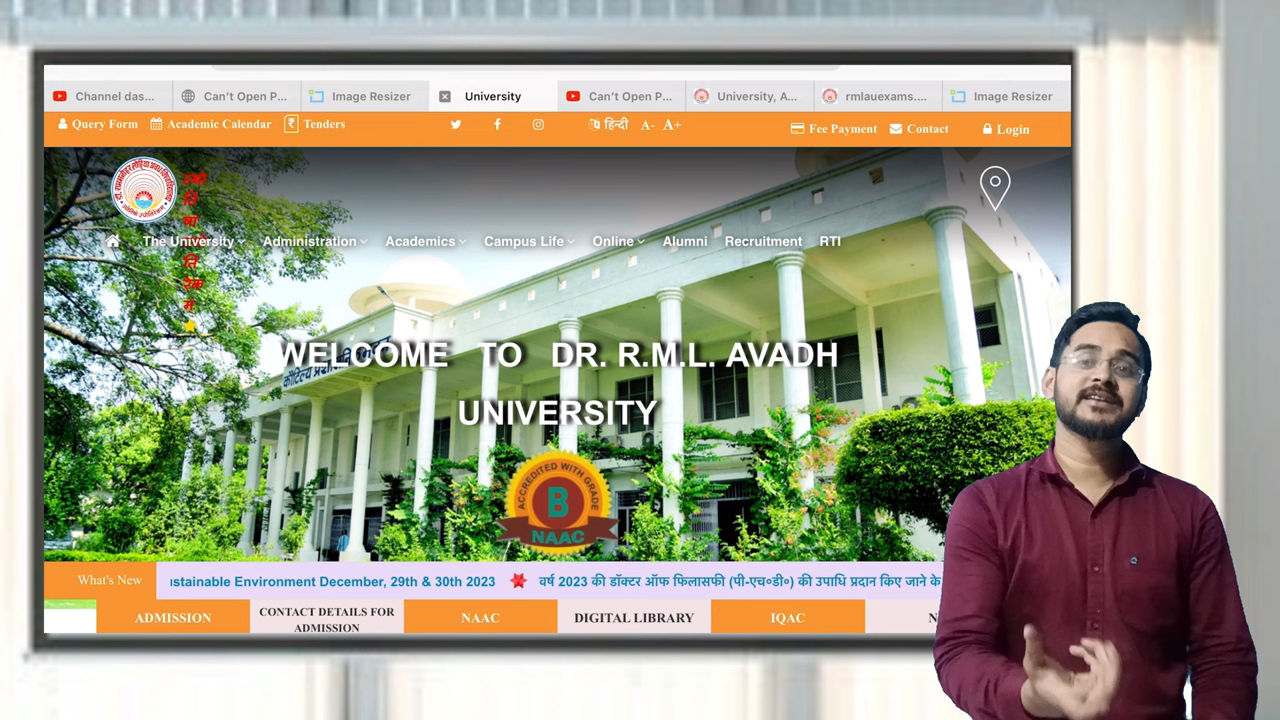 Channel das...
Can't Open P...
Image Resizer
University
Can't Open P...
University, A...
rmlauexams....
Image Resizer
Query Form
Academic Calendar
Tenders
हिन्दी
A-
A+
Fee Payment
Contact
Login
The University
Administration
Academics
Campus Life
Online
Alumni
Recruitment
RTI
WELCOME TO DR. R.M.L. AVADH
UNIVERSITY
ACCREDITED WITH GRADE
B
NAAC
What's New
stainable Environment December, 29th & 30th 2023
वर्ष 2023 की डॉक्टर ऑफ फिलासफी (पी-एच०डी०) की उपाधि प्रदान किए जाने के
ADMISSION
CONTACT DETAILS FOR
ADMISSION
NAAC
DIGITAL LIBRARY
IQAC
N